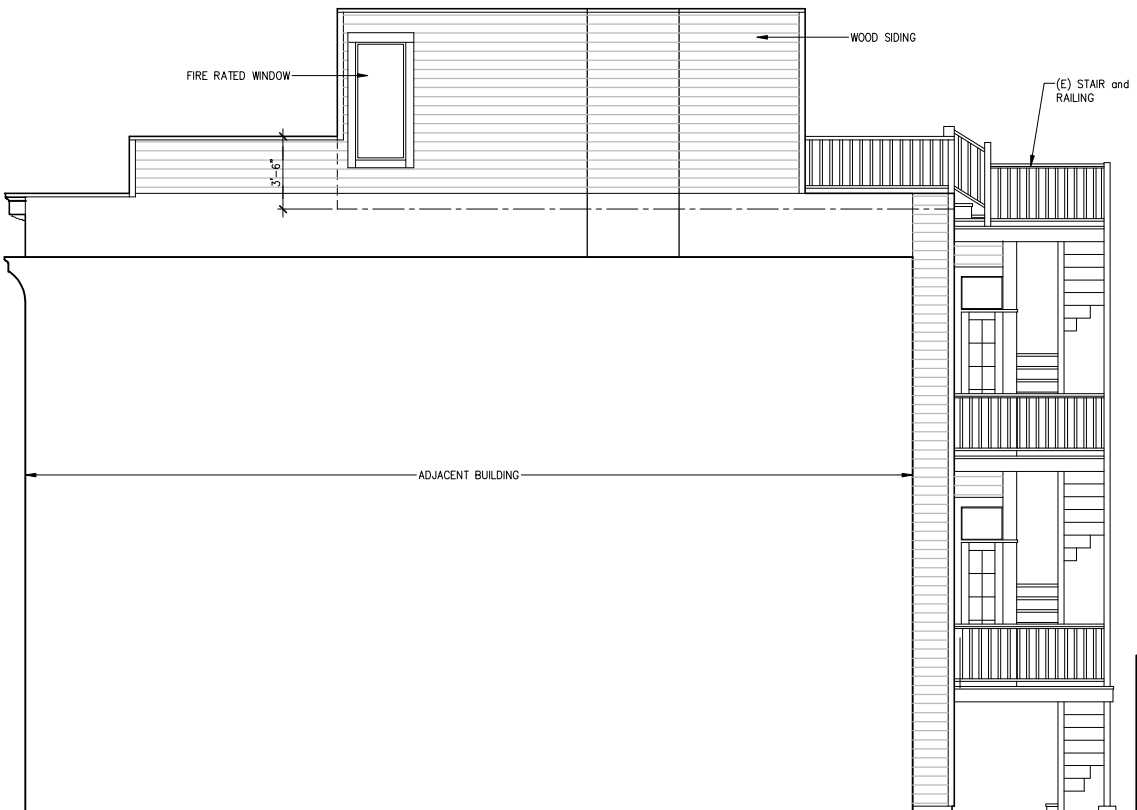 WOOD SIDING
FIRE RATED WINDOW
(E) STAIR and
RAILING
3'-6"
ADJACENT BUILDING